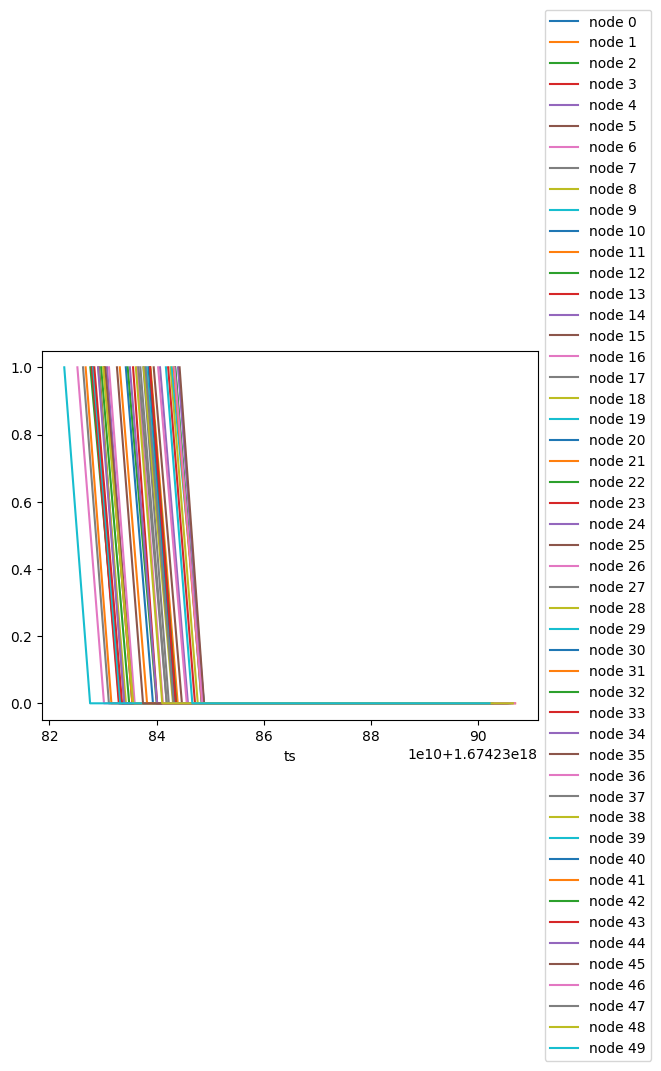 1.0
0.8
0.6
0.4
0.2
0.0
82
84
86
88
90
ts
1e10+1.67423e18
node 0
node 1
node 2
node 3
node 4
node 5
node 6
node 7
node 8
node 9
node 10
node 11
node 12
node 13
node 14
node 15
node 16
node 17
node 18
node 19
node 20
node 21
node 22
node 23
node 24
node 25
node 26
node 27
node 28
node 29
node 30
node 31
node 32
node 33
node 34
node 35
node 36
node 37
node 38
node 39
node 40
node 41
node 42
node 43
node 44
node 45
node 46
node 47
node 48
node 49